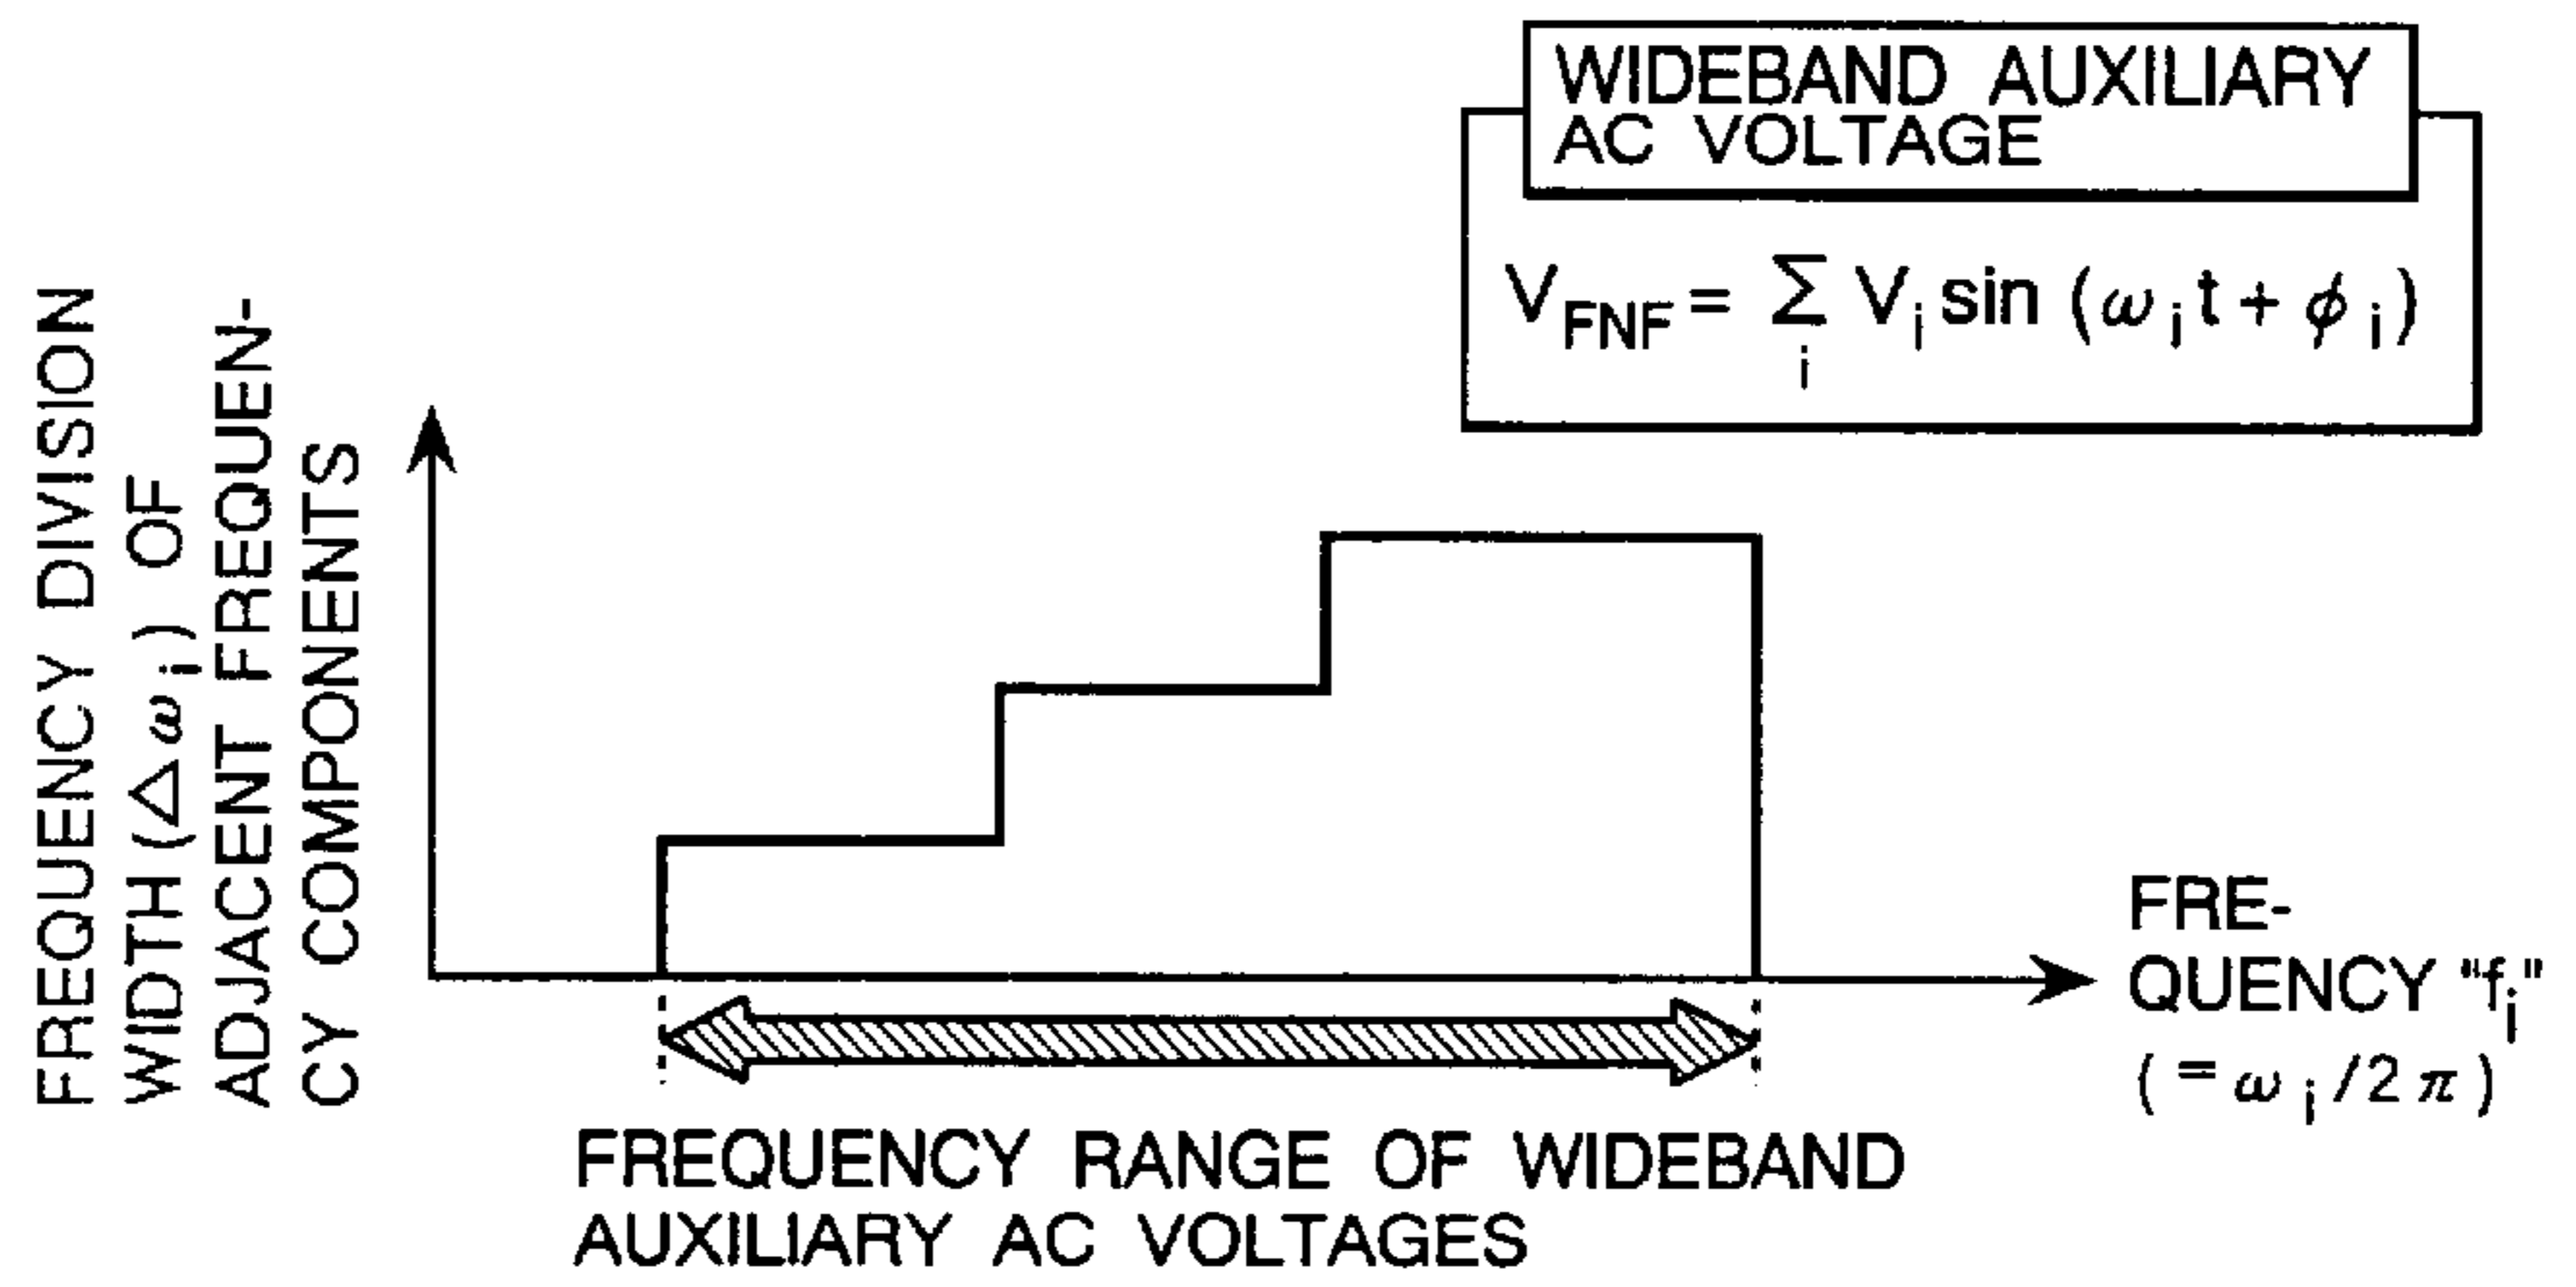 WIDEBAND AUXILIARY
AC VOLTAGE
V_FNF = Σ_i V_i sin (ω_i t + ϕ_i)
FREQUENCY DIVISION
WIDTH (△ω_i) OF
ADJACENT FREQUEN-
CY COMPONENTS
FRE-
QUENCY "f_i"
(= ω_i /2π)
FREQUENCY RANGE OF WIDEBAND
AUXILIARY AC VOLTAGES